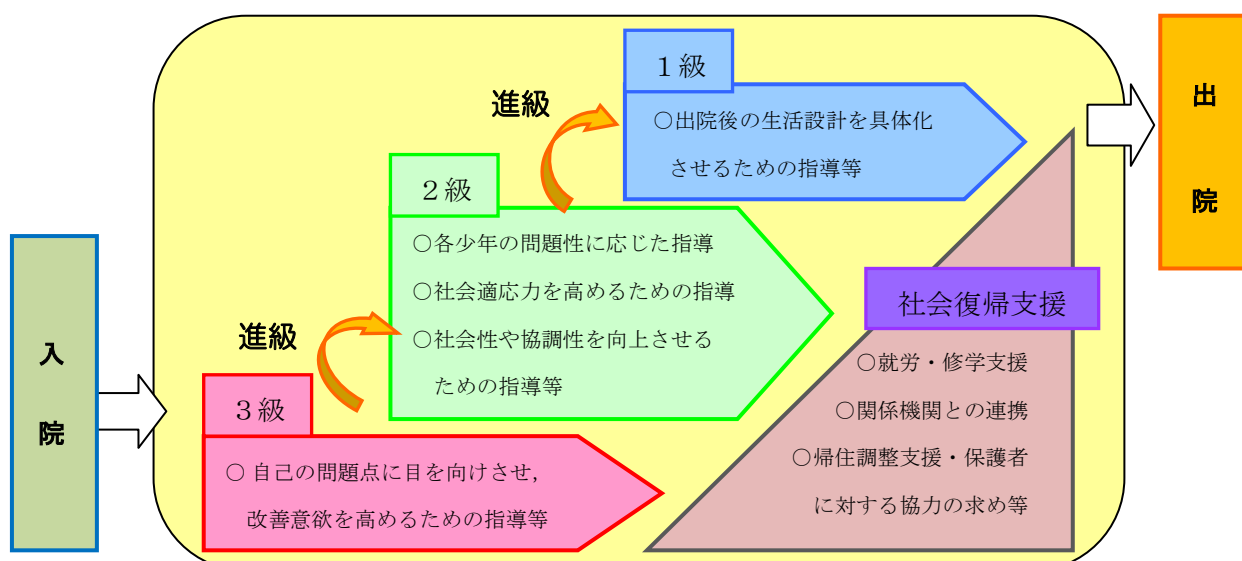 入
院
3級
○ 自己の問題点に目を向けさせ,
改善意欲を高めるための指導等
進級
2級
○各少年の問題性に応じた指導
○社会適応力を高めるための指導
○社会性や協調性を向上させる
ための指導等
進級
1級
○出院後の生活設計を具体化
させるための指導等
社会復帰支援
○就労・修学支援
○関係機関との連携
○帰住調整支援・保護者
に対する協力の求め等
出
院